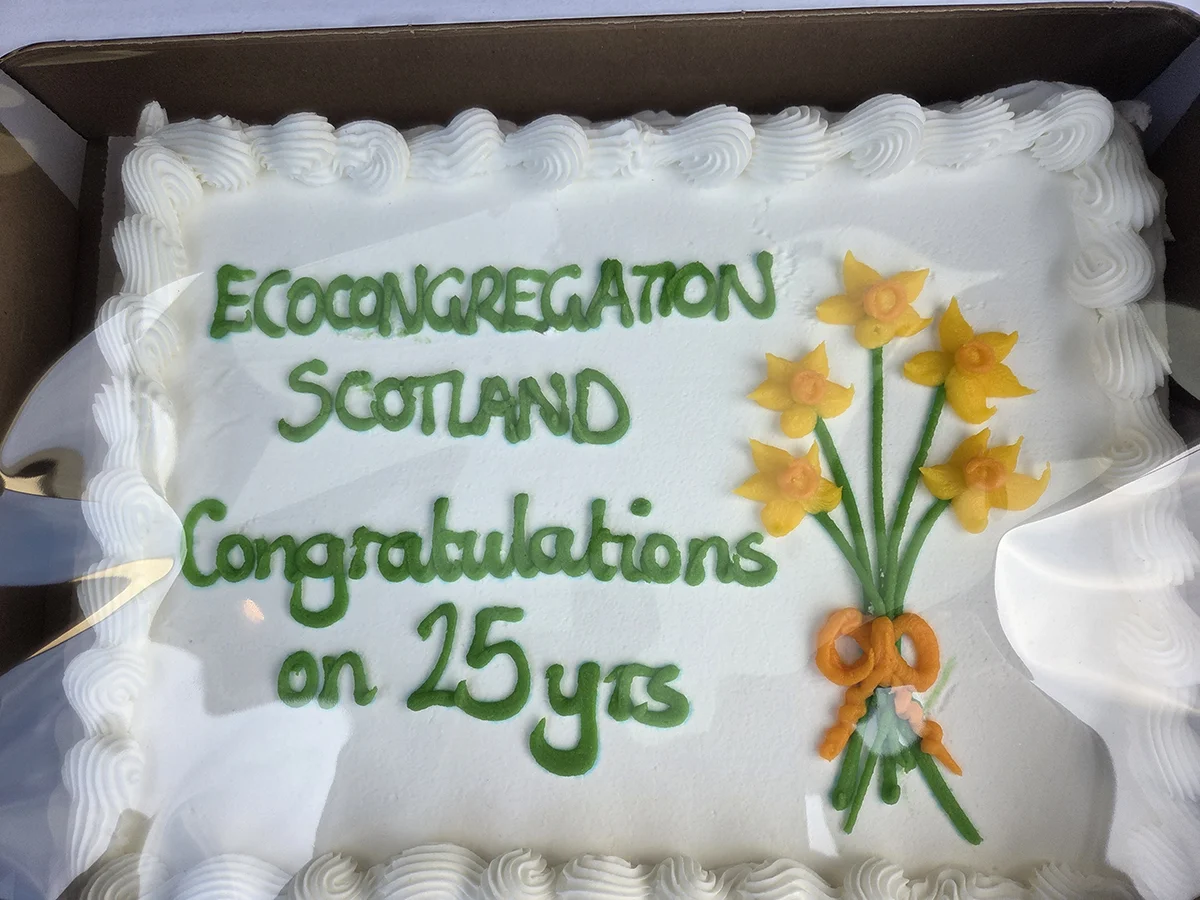 ECOCONGREGATION
SCOTLAND
Congratulations
on 25 yrs